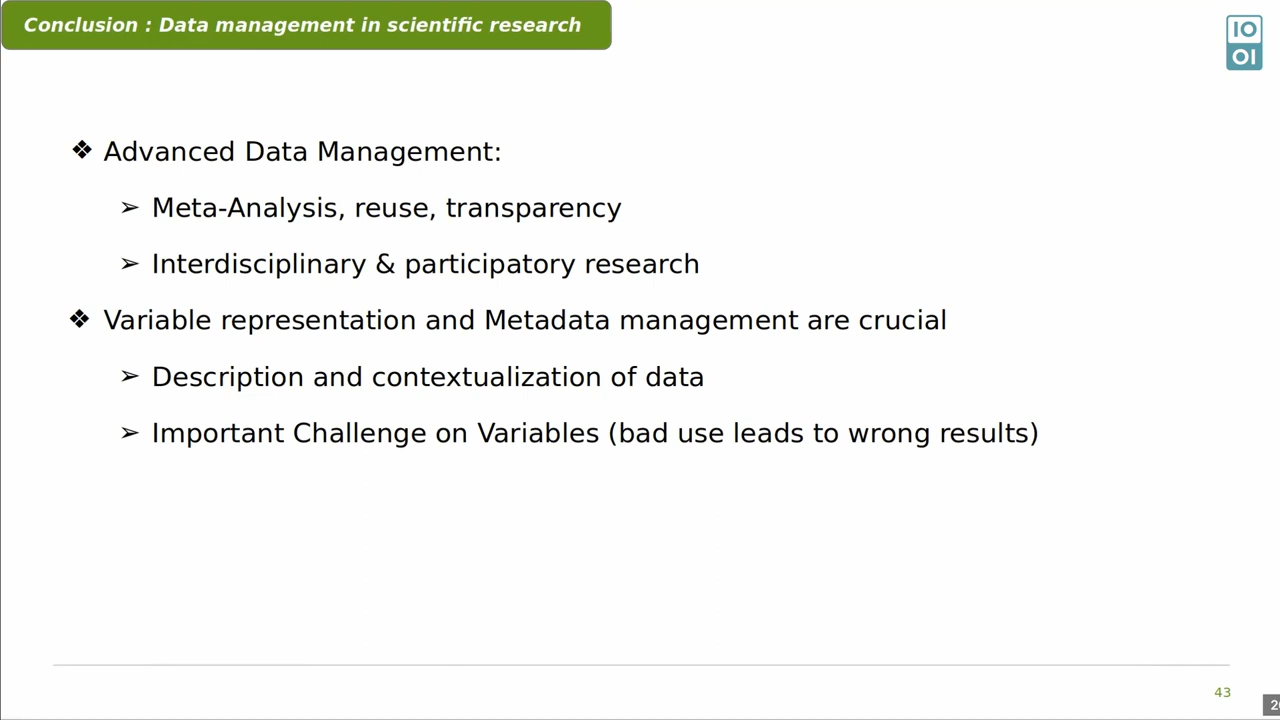 Conclusion : Data management in scientific research
IO
OI
❖ Advanced Data Management:
➢ Meta-Analysis, reuse, transparency
➢ Interdisciplinary & participatory research
❖ Variable representation and Metadata management are crucial
➢ Description and contextualization of data
➢ Important Challenge on Variables (bad use leads to wrong results)
43